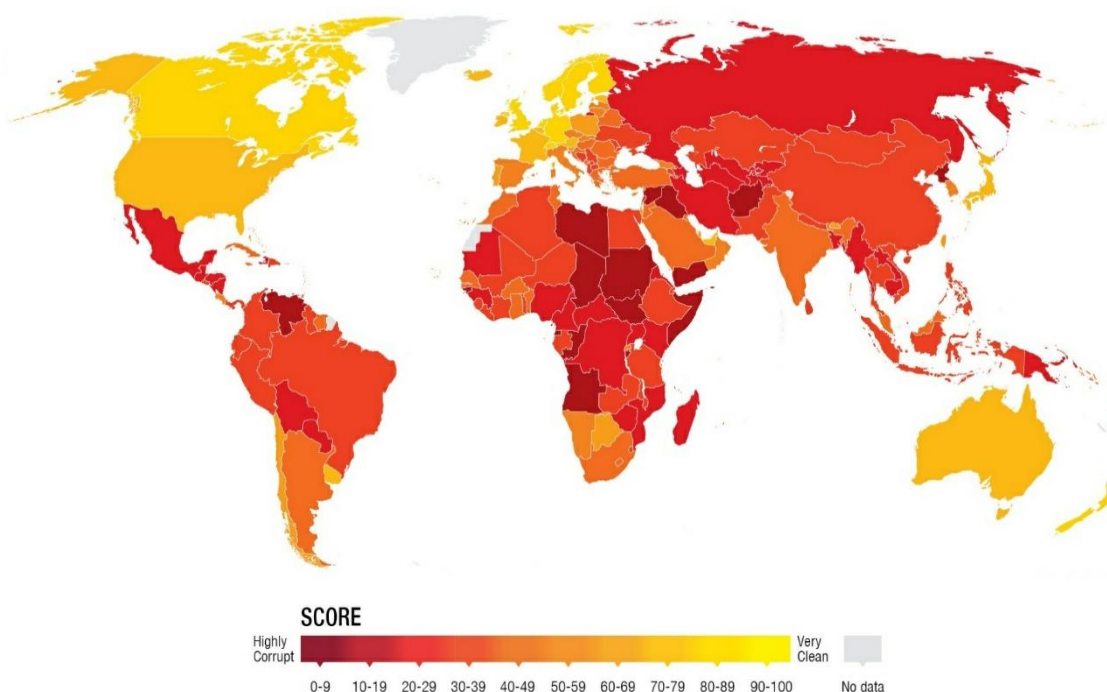 SCORE
Highly
Corrupt
Very
Clean
0-9 10-19 20-29 30-39 40-49 50-59 60-69 70-79 80-89 90-100 No data